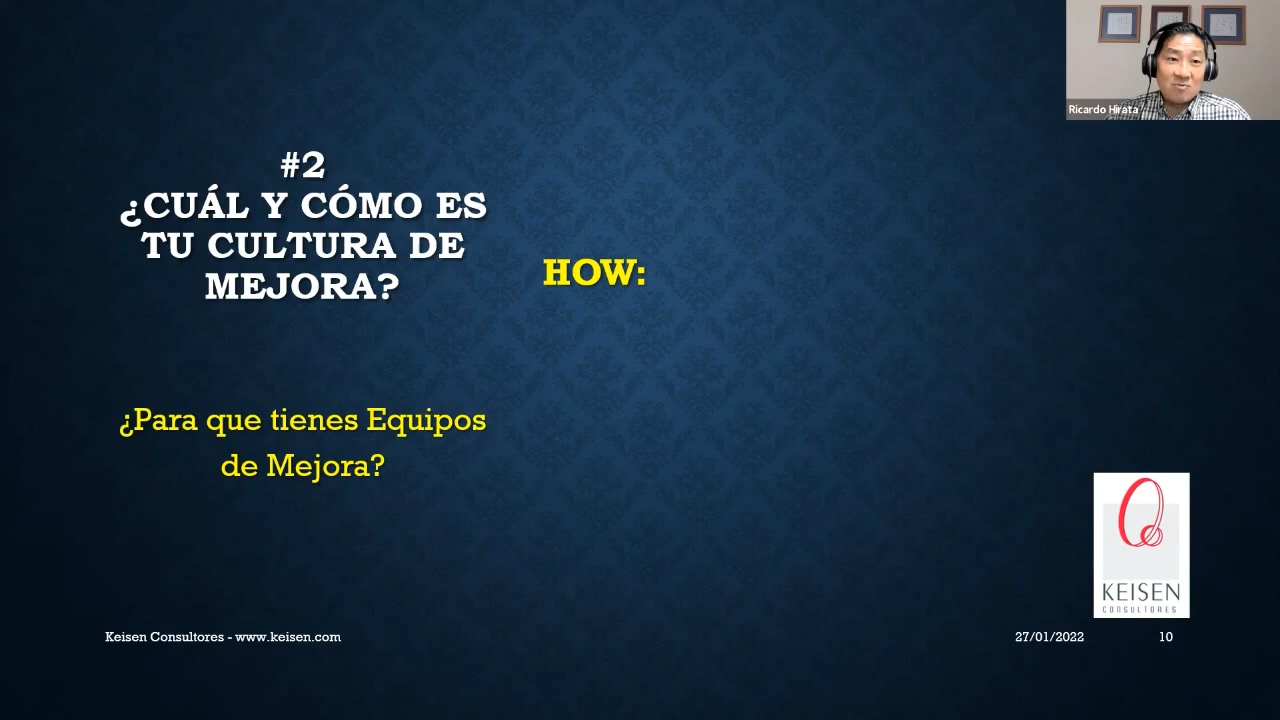 Ricardo Hirata
#2
¿CUÁL Y CÓMO ES
TU CULTURA DE
MEJORA?
HOW:
¿Para que tienes Equipos
de Mejora?
KEISEN
CONSULTORES
Keisen Consultores - www.keisen.com
27/01/2022
10